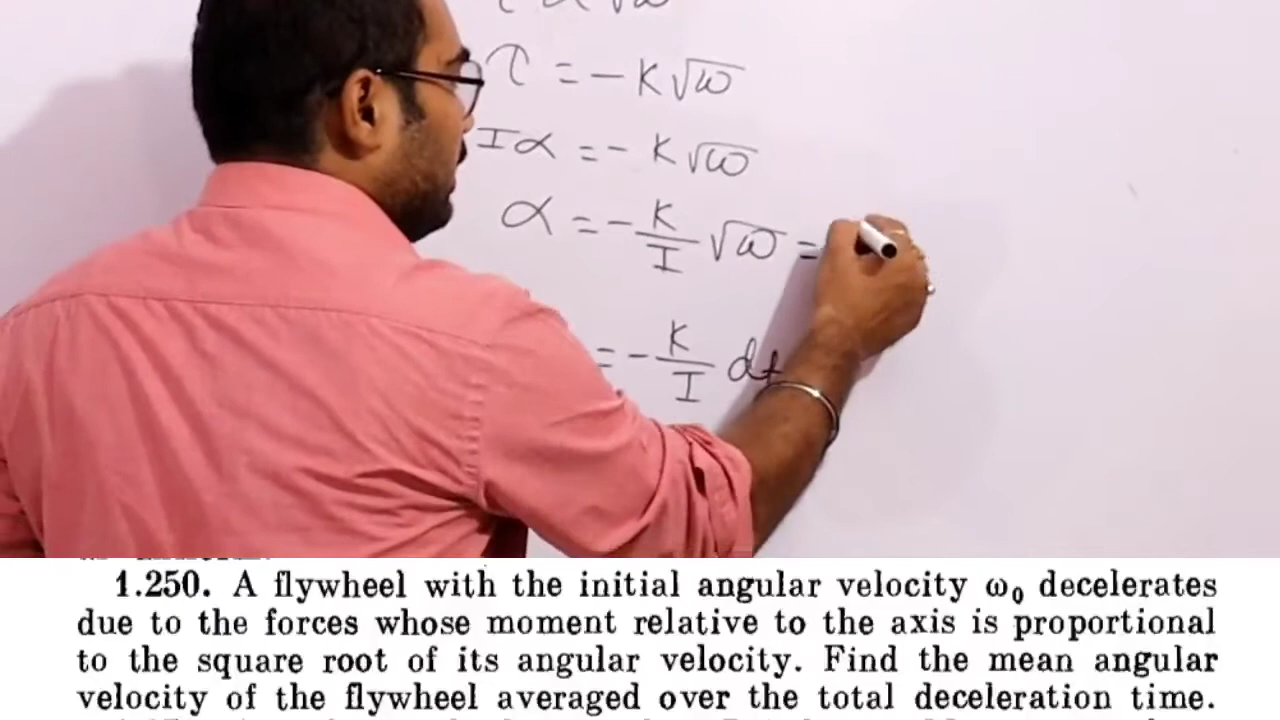 τ = - K√ω
Iα = - K√ω
α = - K/I √ω =
= - K/I dt
1.250. A flywheel with the initial angular velocity ω₀ decelerates
due to the forces whose moment relative to the axis is proportional
to the square root of its angular velocity. Find the mean angular
velocity of the flywheel averaged over the total deceleration time.